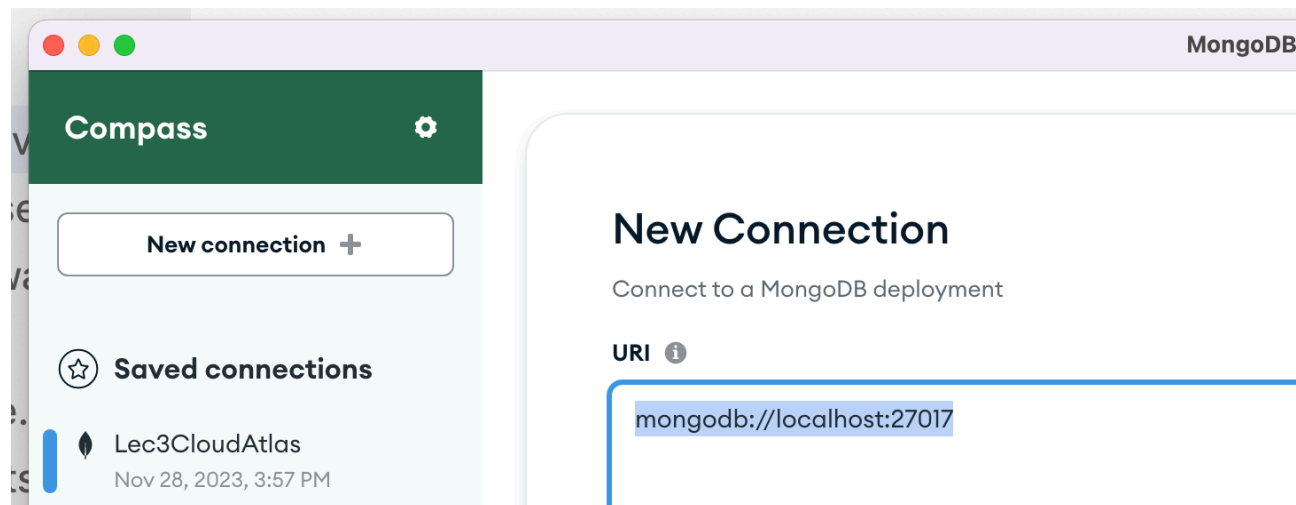 MongoDB
Compass
New connection
Saved connections
Lec3CloudAtlas
Nov 28, 2023, 3:57 PM
New Connection
Connect to a MongoDB deployment
URI
mongodb://localhost:27017